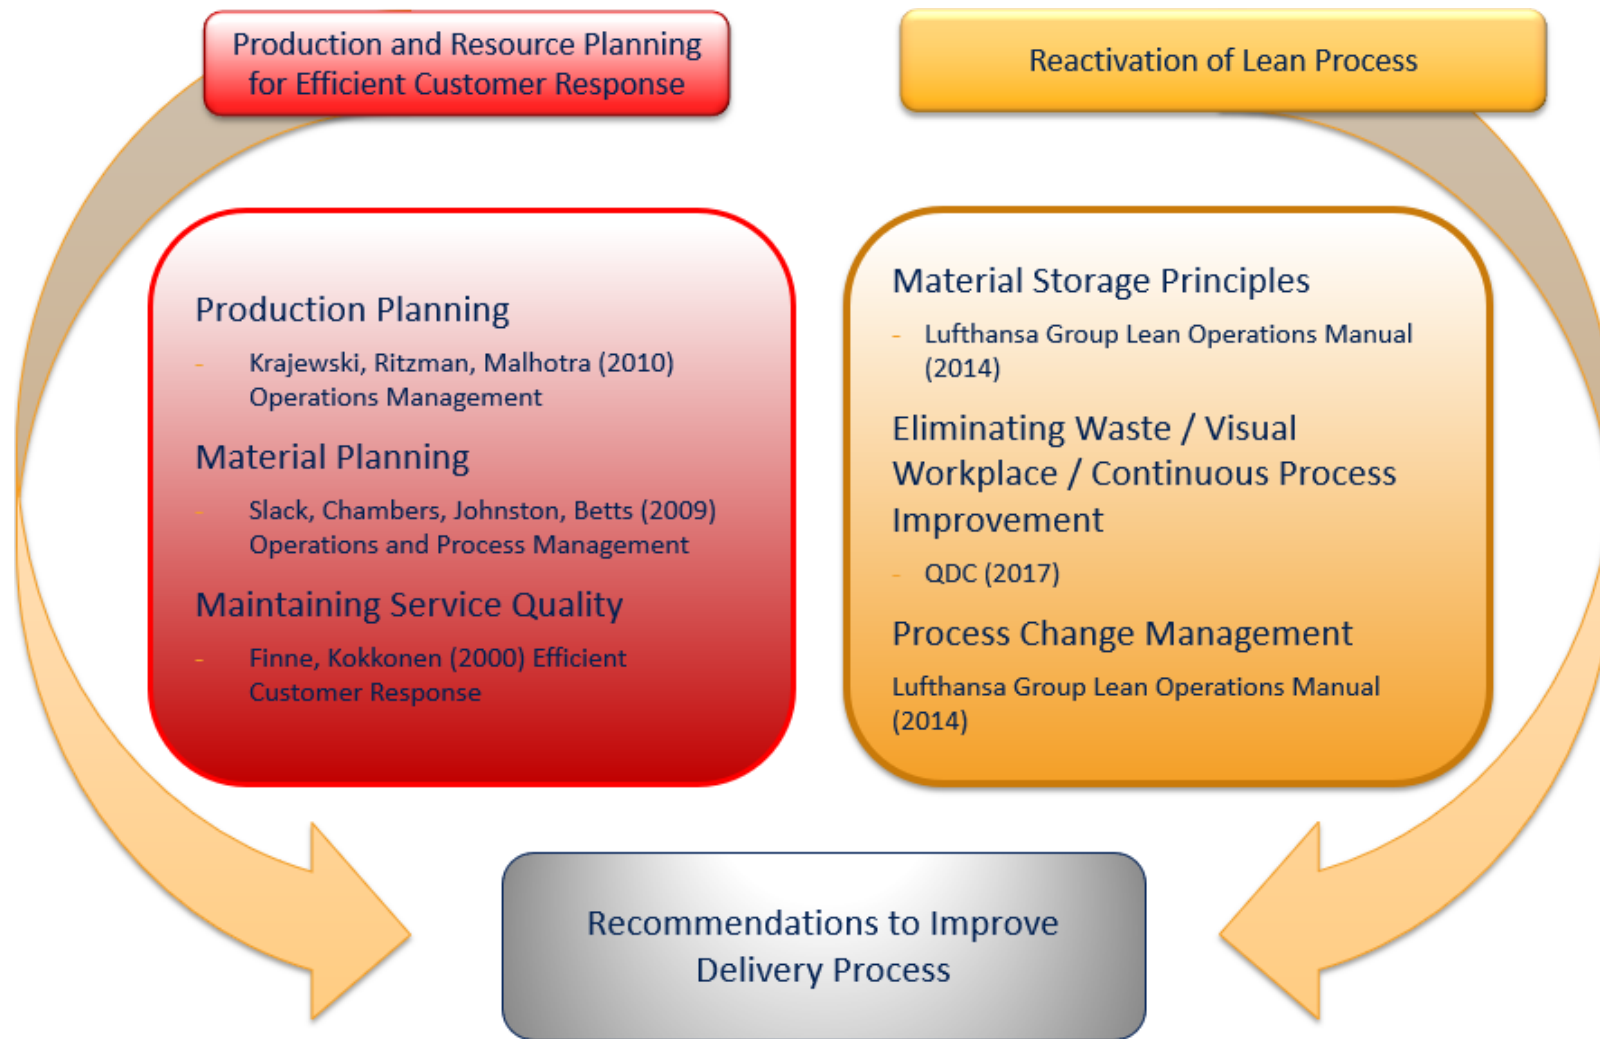 Production and Resource Planning
for Efficient Customer Response
Reactivation of Lean Process
Production Planning
- Krajewski, Ritzman, Malhotra (2010)
Operations Management
Material Planning
- Slack, Chambers, Johnston, Betts (2009)
Operations and Process Management
Maintaining Service Quality
- Finne, Kokkonen (2000) Efficient
Customer Response
Material Storage Principles
- Lufthansa Group Lean Operations Manual
(2014)
Eliminating Waste / Visual
Workplace / Continuous Process
Improvement
- QDC (2017)
Process Change Management
Lufthansa Group Lean Operations Manual
(2014)
Recommendations to Improve
Delivery Process